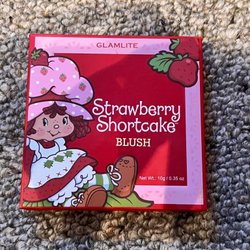 GLAMLITE
Strawberry
Shortcake
BLUSH
Net Wt.: 10g / 0.35 oz